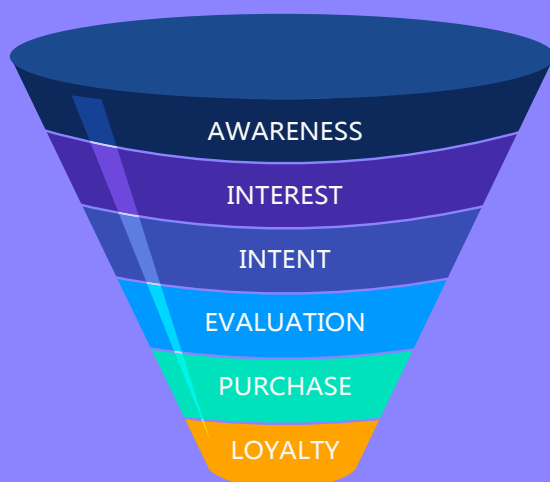 AWARENESS
INTEREST
INTENT
EVALUATION
PURCHASE
LOYALTY